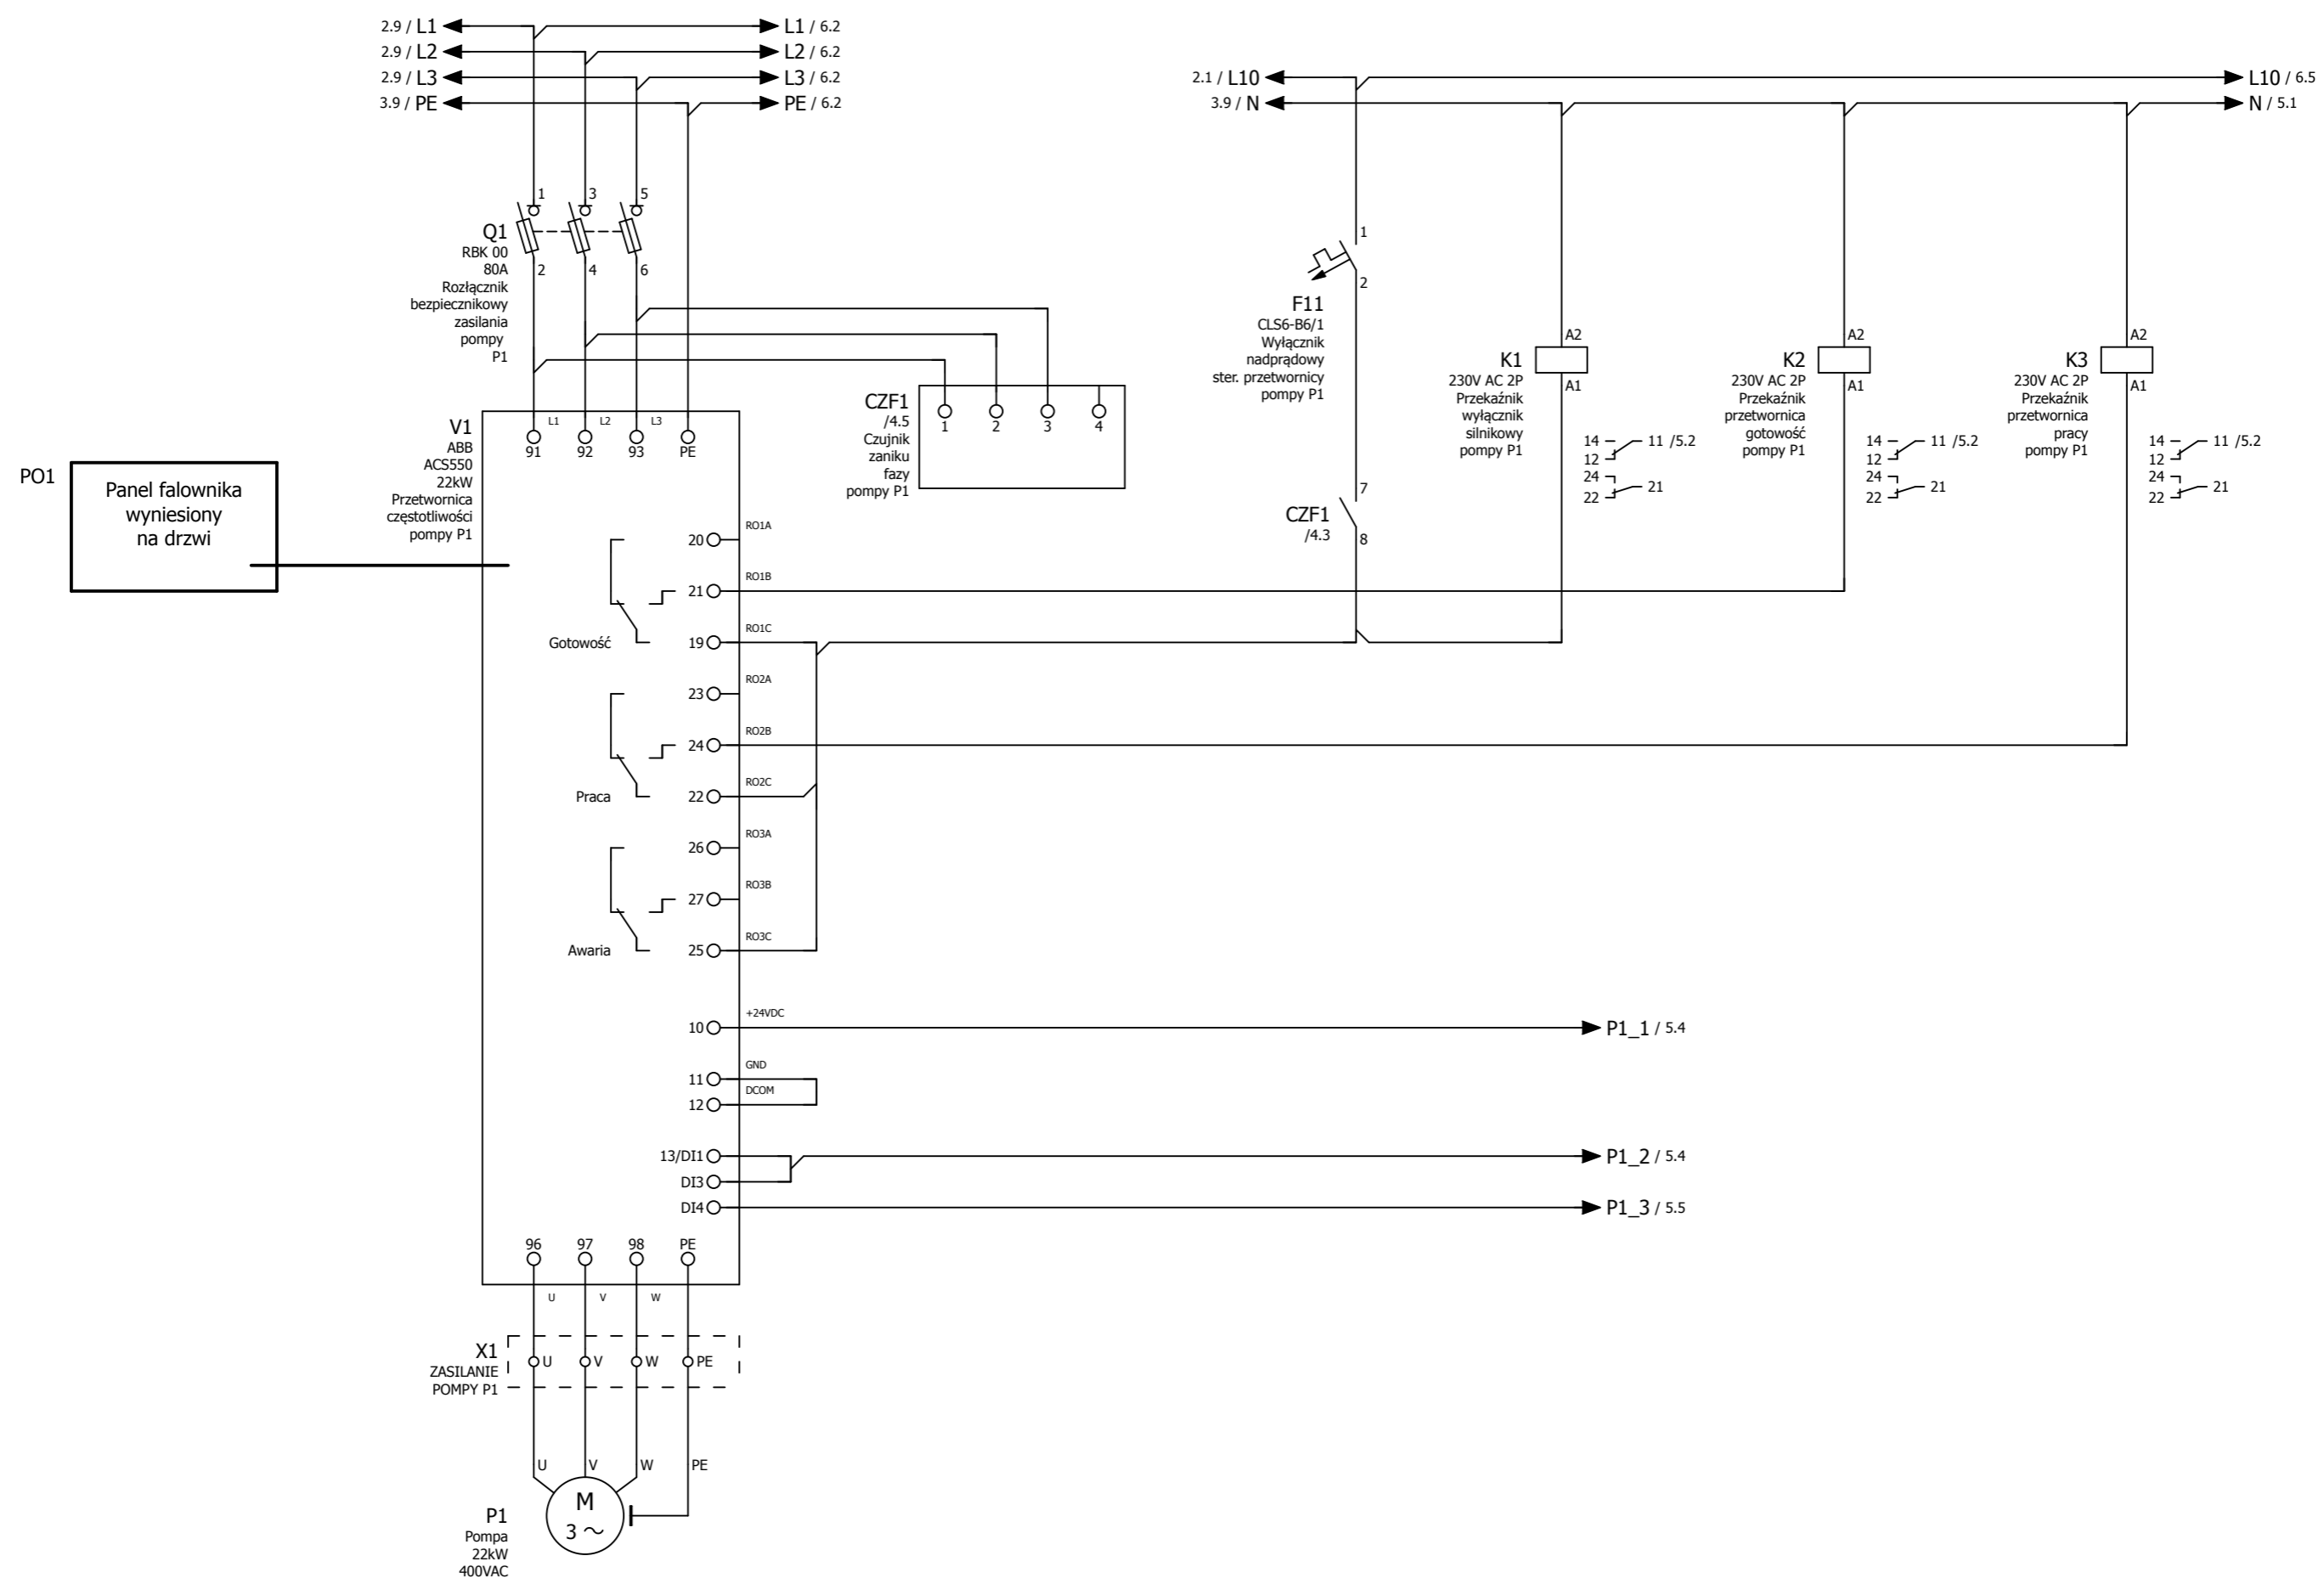 2.9 / L1
L1 / 6.2
2.9 / L2
L2 / 6.2
2.9 / L3
L3 / 6.2
3.9 / PE
PE / 6.2
2.1 / L10
L10 / 6.5
3.9 / N
N / 5.1
1
3
5
Q1
RBK 00
80A
Rozłącznik
bezpiecznikowy
zasilania
pompy
P1
2
4
6
1
2
F11
CLS6-B6/1
Wyłącznik
nadprądowy
ster. przetwornicy
pompy P1
CZF1
/4.5
Czujnik
zaniku
fazy
pompy P1
1
2
3
4
7
CZF1
/4.3
8
A2
K1
230V AC 2P
Przekaźnik
wyłącznik
silnikowy
pompy P1
A1
14
11 /5.2
12
24
21
22
A2
K2
230V AC 2P
Przekaźnik
przetwornica
gotowość
pompy P1
A1
14
11 /5.2
12
24
21
22
A2
K3
230V AC 2P
Przekaźnik
przetwornica
pracy
pompy P1
A1
14
11 /5.2
12
24
21
22
PO1
Panel falownika
wyniesiony
na drzwi
V1
ABB
ACS550
22kW
Przetwornica
częstotliwości
pompy P1
L1
L2
L3
91
92
93
PE
20
RO1A
21
RO1B
Gotowość
19
RO1C
23
RO2A
24
RO2B
Praca
22
RO2C
26
RO3A
27
RO3B
Awaria
25
RO3C
10
+24VDC
P1_1 / 5.4
11
GND
12
DCOM
13/DI1
P1_2 / 5.4
DI3
DI4
P1_3 / 5.5
96
97
98
PE
U
V
W
X1
ZASILANIE
POMPY P1
U
V
W
PE
U
V
W
PE
P1
Pompa
22kW
400VAC
M
3 ~